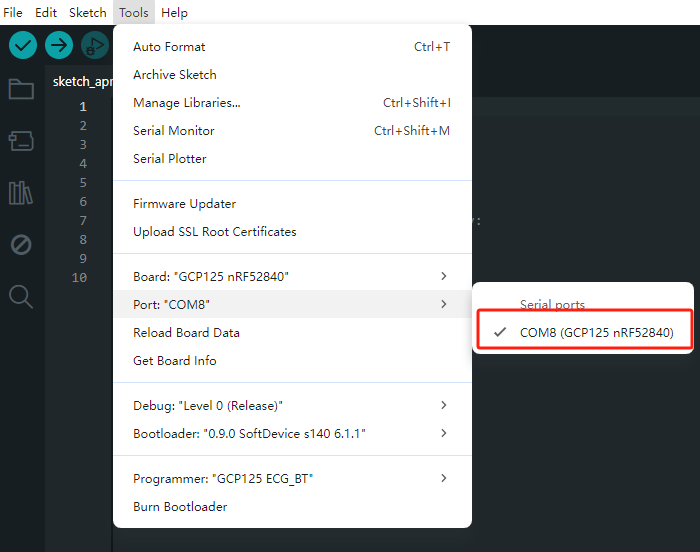 File Edit Sketch Tools Help
sketch_apr
1
2
3
4
5
6
7
8
9
10
Auto Format Ctrl+T
Archive Sketch
Manage Libraries... Ctrl+Shift+I
Serial Monitor Ctrl+Shift+M
Serial Plotter
Firmware Updater
Upload SSL Root Certificates
Board: "GCP125 nRF52840"
Port: "COM8"
Reload Board Data
Get Board Info
Debug: "Level 0 (Release)"
Bootloader: "0.9.0 SoftDevice s140 6.1.1"
Programmer: "GCP125 ECG_BT"
Burn Bootloader
Serial ports
COM8 (GCP125 nRF52840)